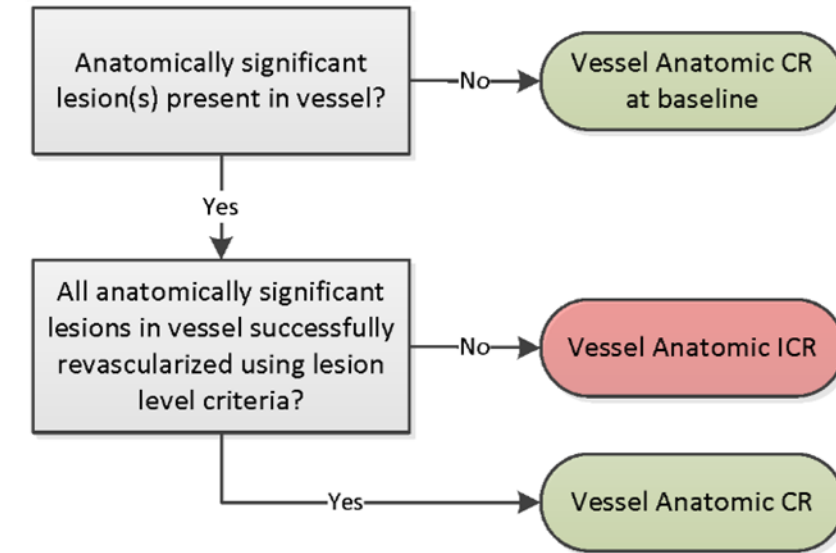 Anatomically significant
lesion(s) present in vessel?
No
Vessel Anatomic CR
at baseline
Yes
All anatomically significant
lesions in vessel successfully
revascularized using lesion
level criteria?
No
Vessel Anatomic ICR
Yes
Vessel Anatomic CR